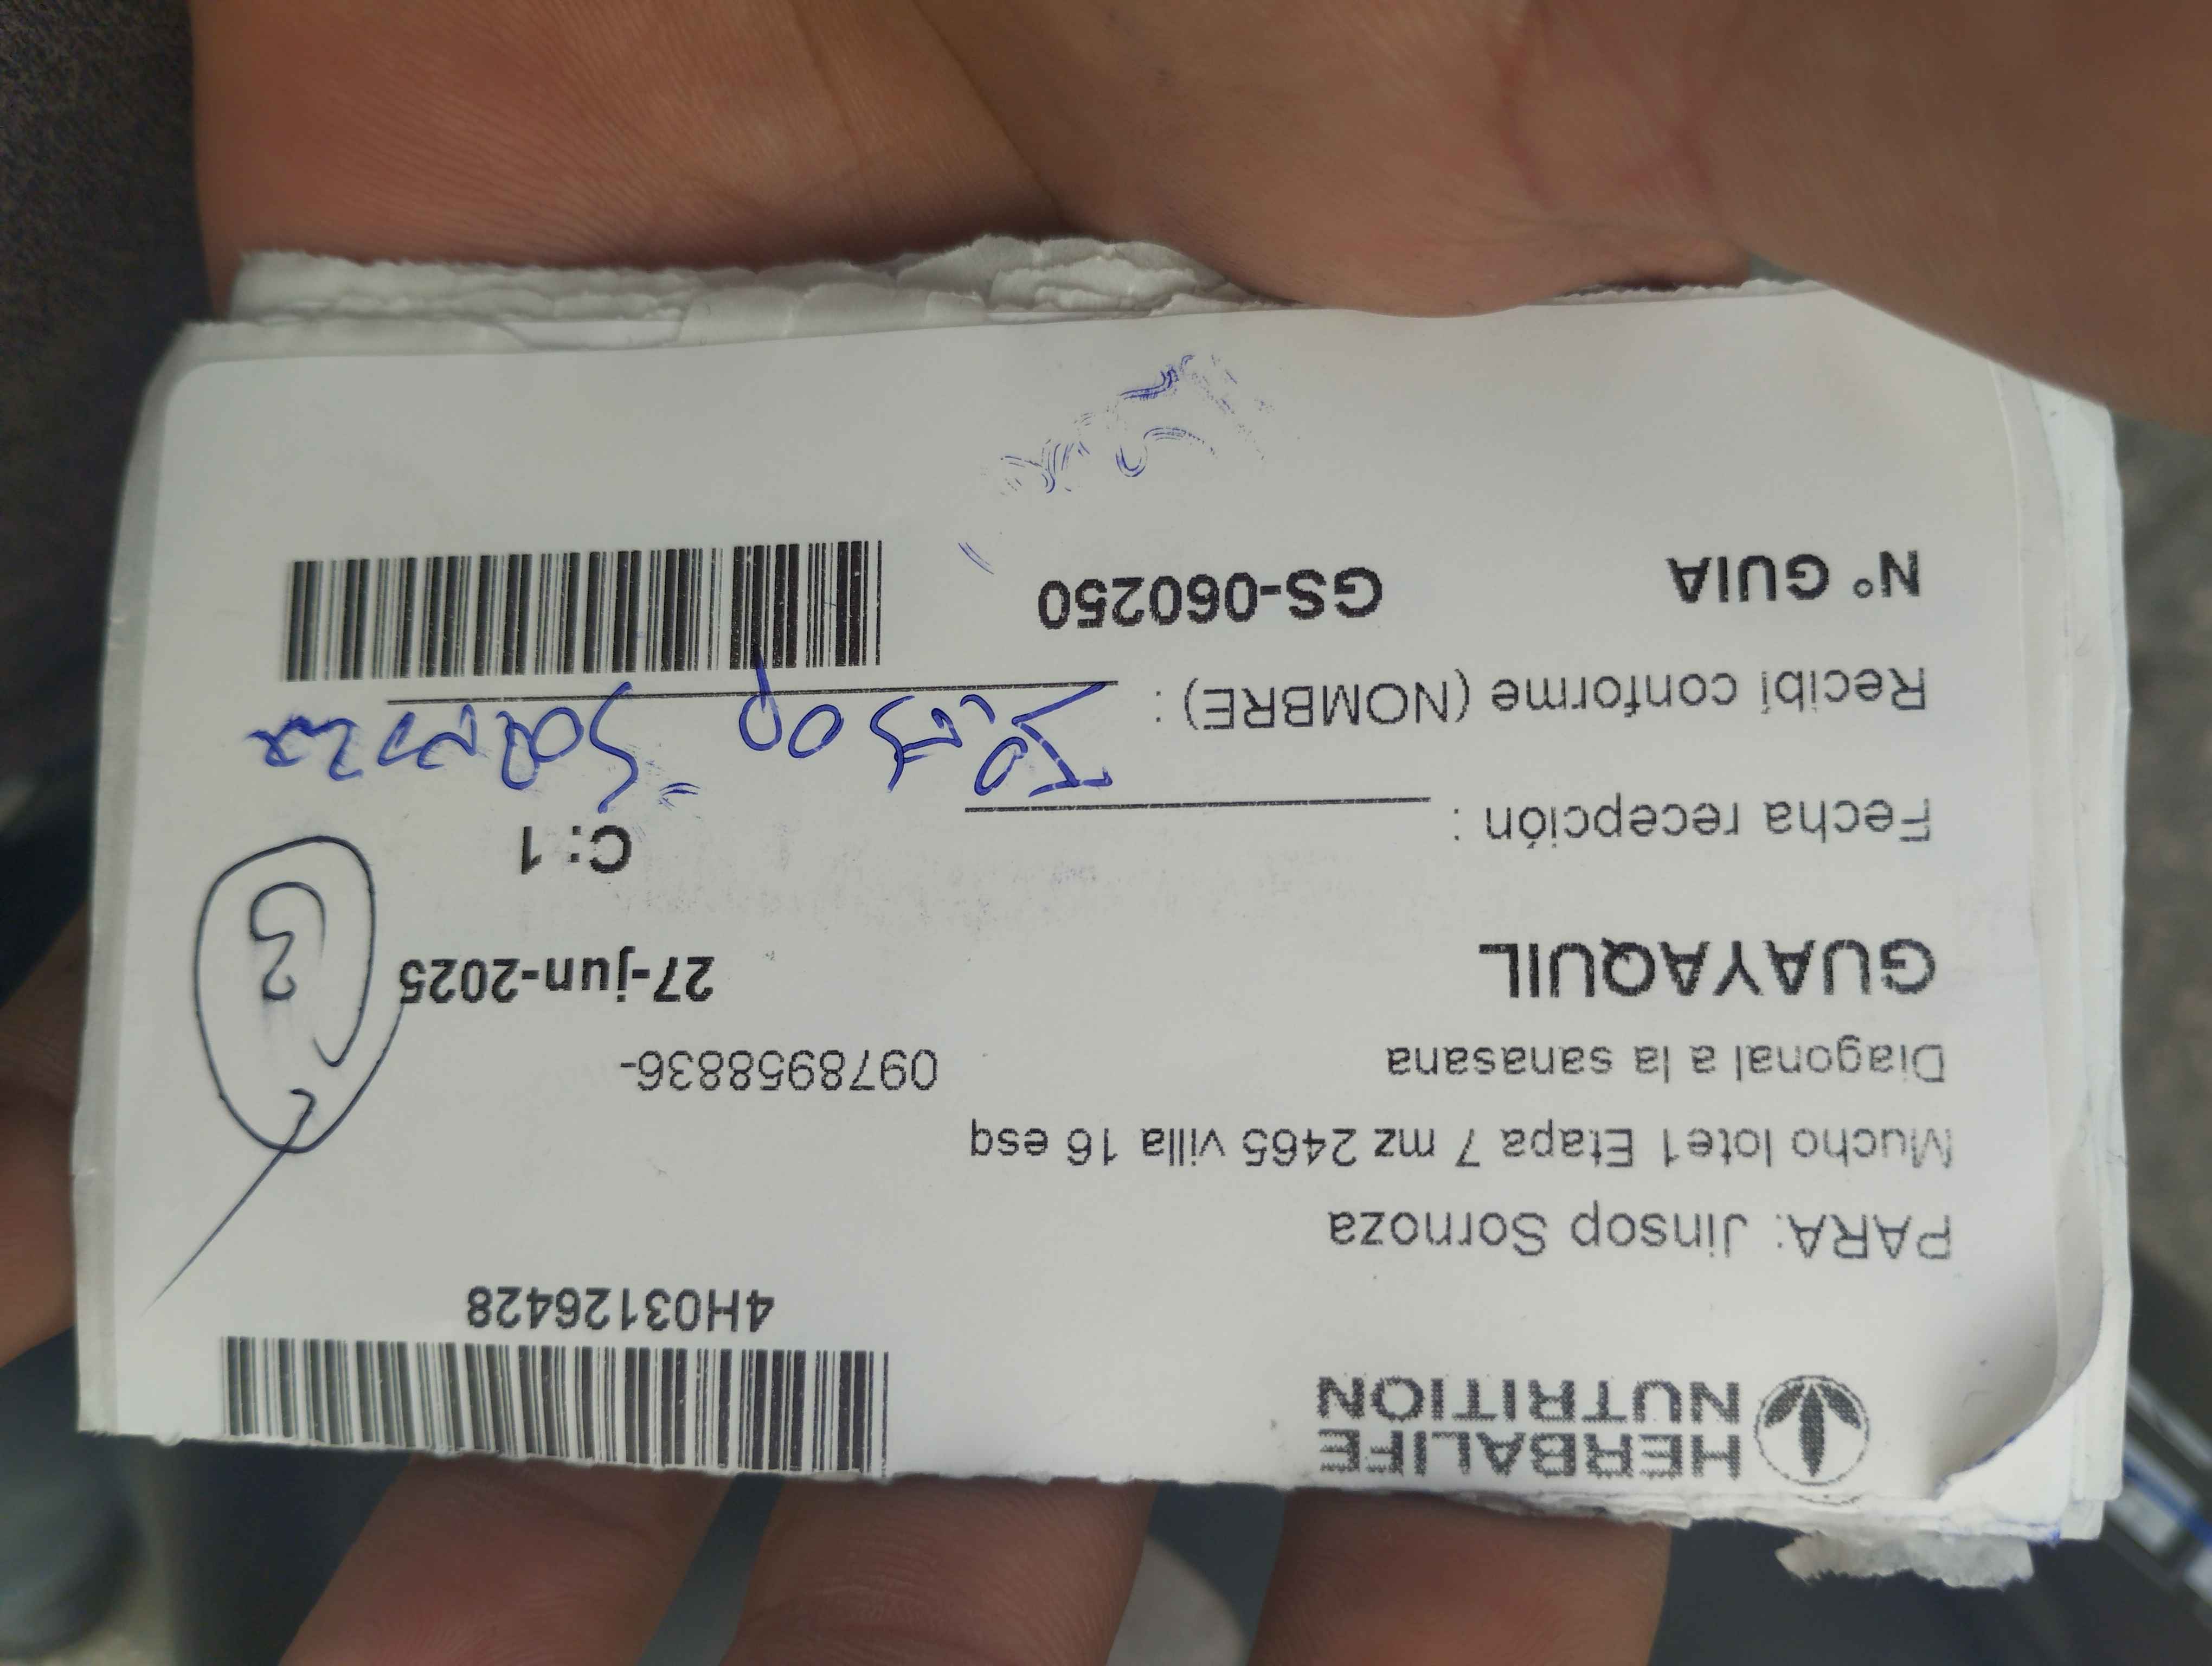 HERBALIFE
NUTRITION
4H03126428
PARA: Jinsop Sornoza
Mucho lote1 Etapa 7 mz 2465 villa 16 esq
Diagonal a la sanasana
0978958836-
GUAYAQUIL
27-jun-2025
Fecha recepción :
C: 1
Recibí conforme ( NOMBRE) :
Jinsop Sornoza
N° GUIA
GS-060250